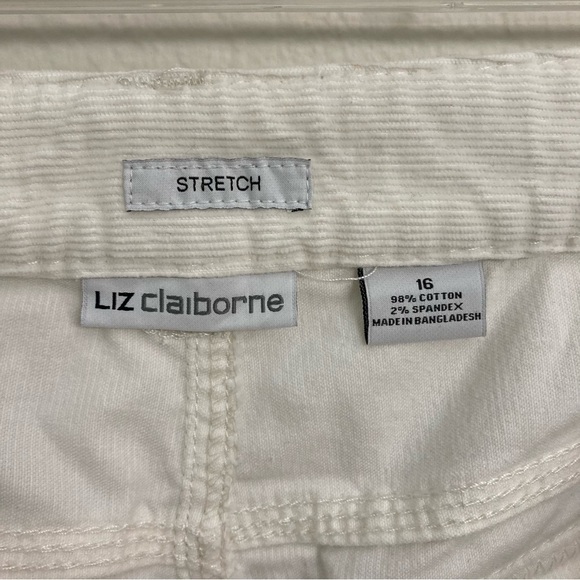 STRETCH
LIZ claiborne
16
98% COTTON
2% SPANDEX
MADE IN BANGLADESH